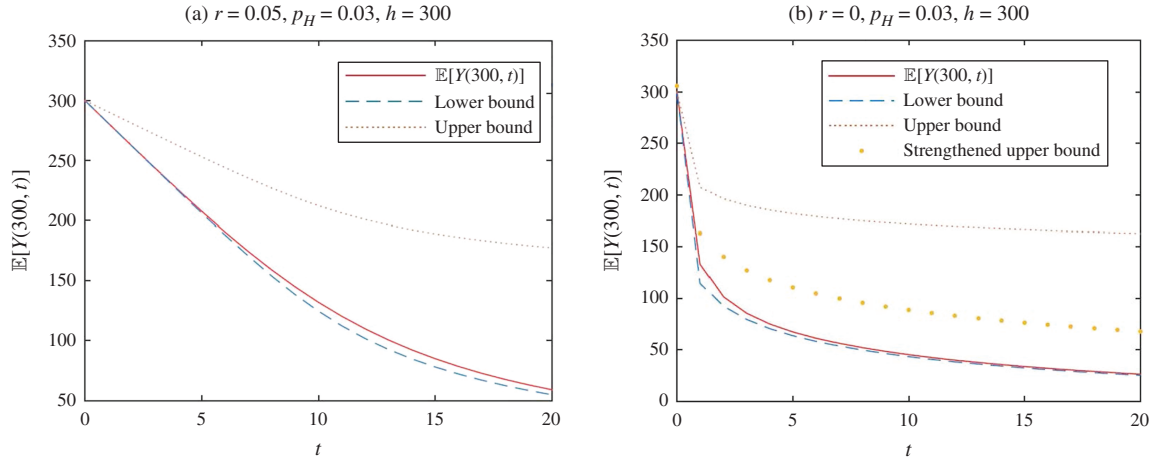 (a) r = 0.05, p_H = 0.03, h = 300
350
300
250
200
150
100
50
0
5
10
15
20
t
𝔼[Y(300, t)]
𝔼[Y(300, t)]
Lower bound
Upper bound
(b) r = 0, p_H = 0.03, h = 300
350
300
250
200
150
100
50
0
0
5
10
15
20
t
𝔼[Y(300, t)]
𝔼[Y(300, t)]
Lower bound
Upper bound
Strengthened upper bound